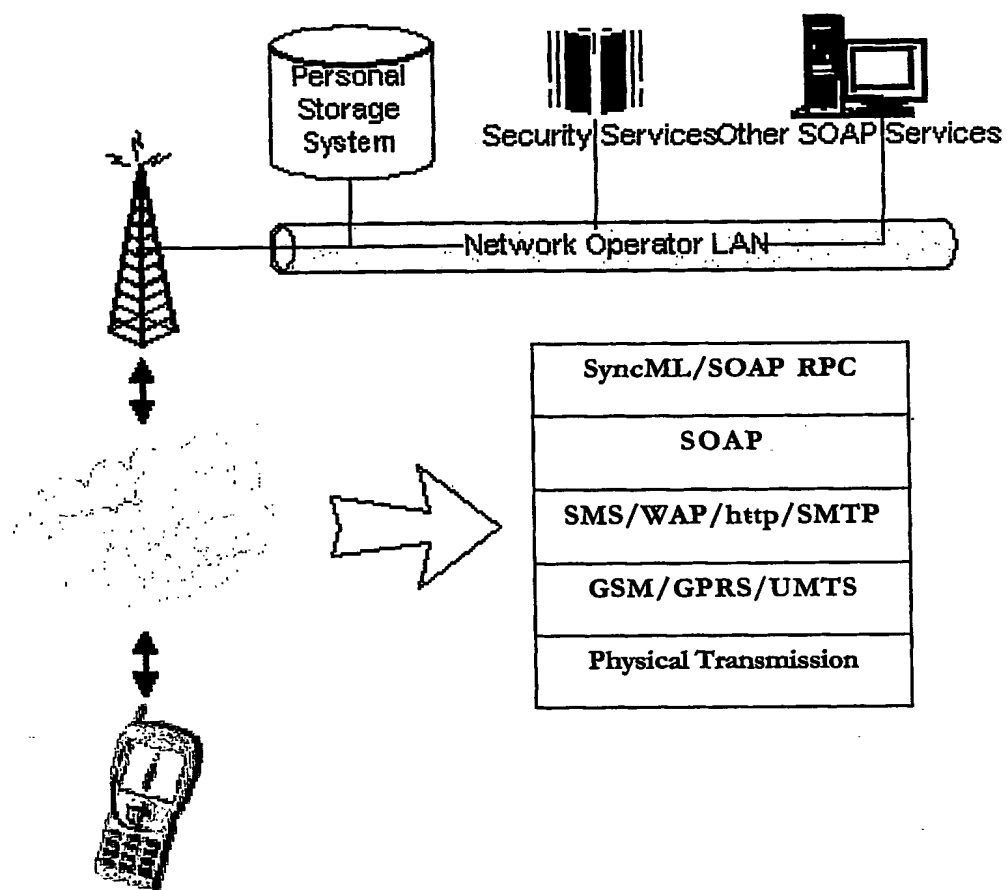 Personal
Storage
System
Security Services
Other SOAP Services
Network Operator LAN
SyncML/SOAP RPC
SOAP
SMS/WAP/http/SMTP
GSM/GPRS/UMTS
Physical Transmission